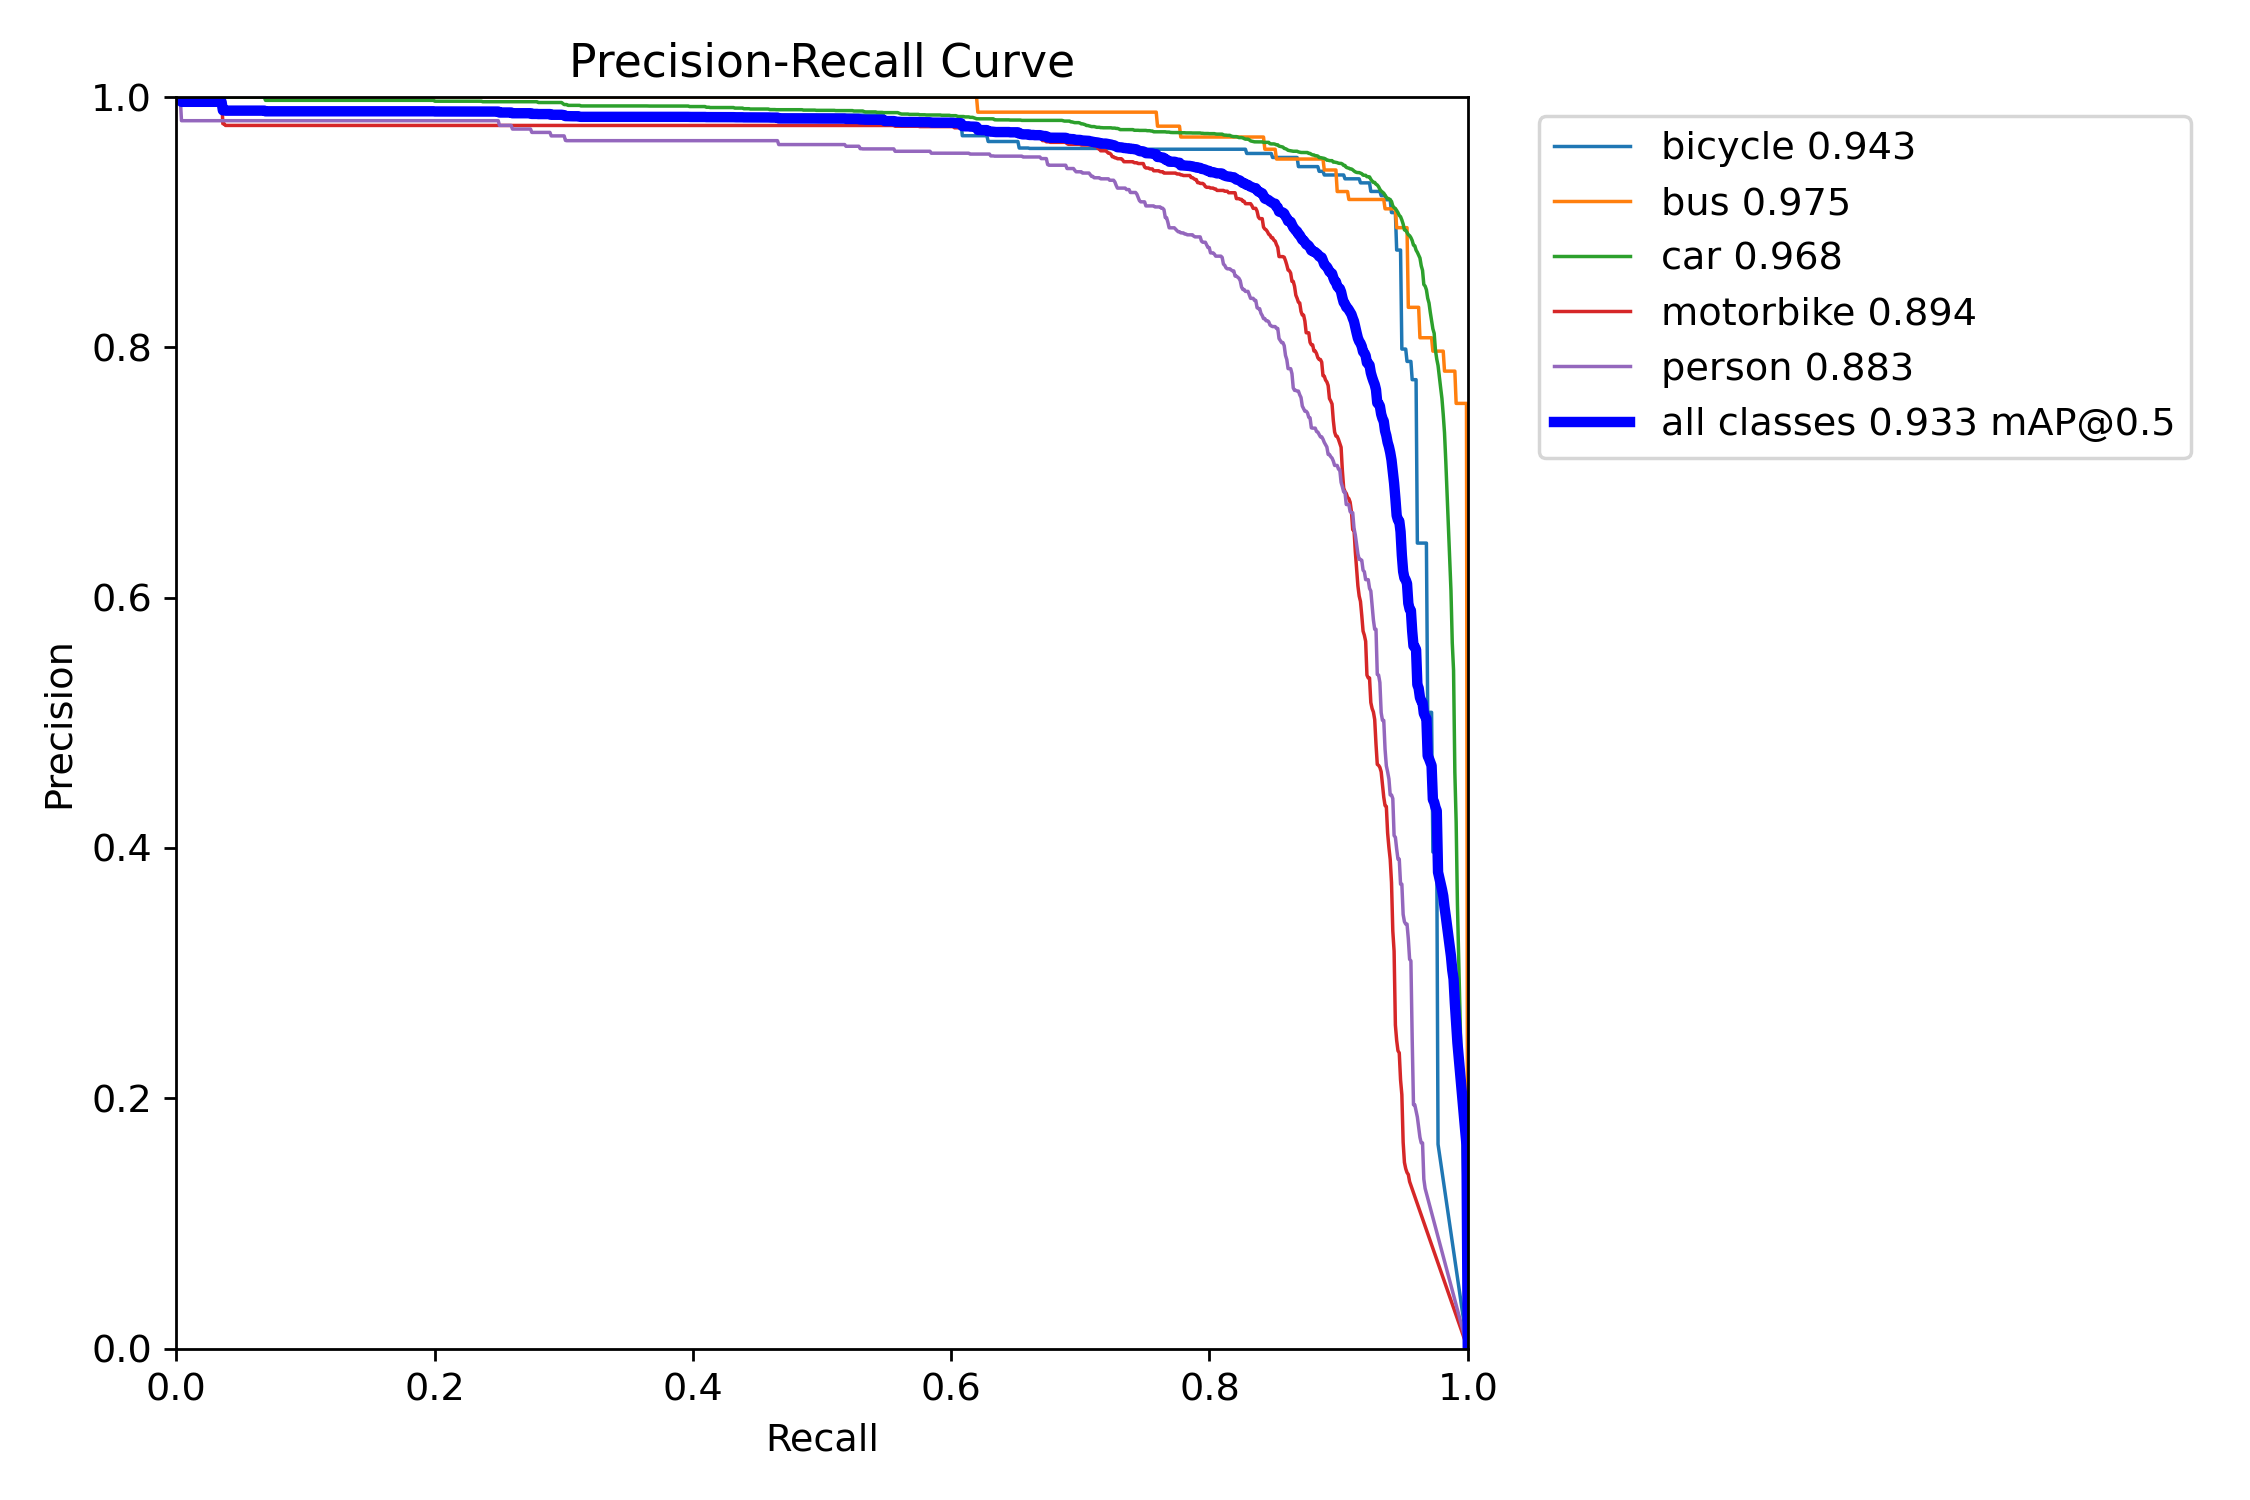 Precision-Recall Curve
1.0
0.8
0.6
0.4
0.2
0.0
Precision
0.0 0.2 0.4 0.6 0.8 1.0
Recall
bicycle 0.943
bus 0.975
car 0.968
motorbike 0.894
person 0.883
all classes 0.933 mAP@0.5